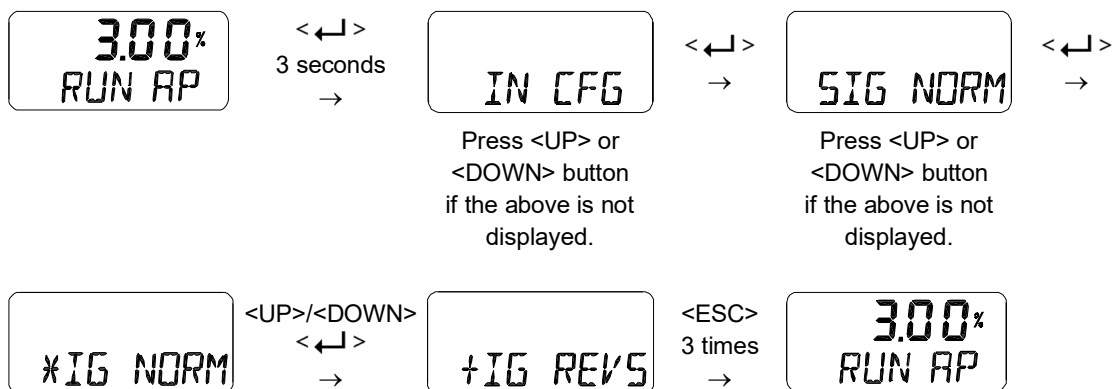 3.00%
RUN AP
< ↵ >
3 seconds
→
IN CFG
Press <UP> or
<DOWN> button
if the above is not
displayed.
< ↵ >
→
SIG NORM
Press <UP> or
<DOWN> button
if the above is not
displayed.
< ↵ >
→
*IG NORM
<UP>/<DOWN>
< ↵ >
→
+IG REVS
<ESC>
3 times
→
3.00%
RUN AP